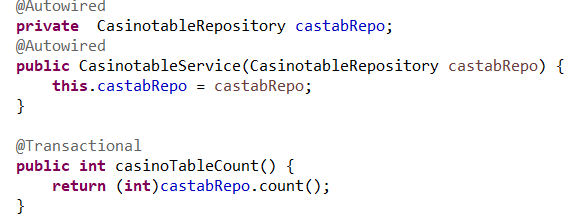 @Autowired
private  CasinotableRepository castabRepo;
@Autowired
public CasinotableService(CasinotableRepository castabRepo) {
    this.castabRepo = castabRepo;
}

@Transactional
public int casinoTableCount() {
    return (int)castabRepo.count();
}